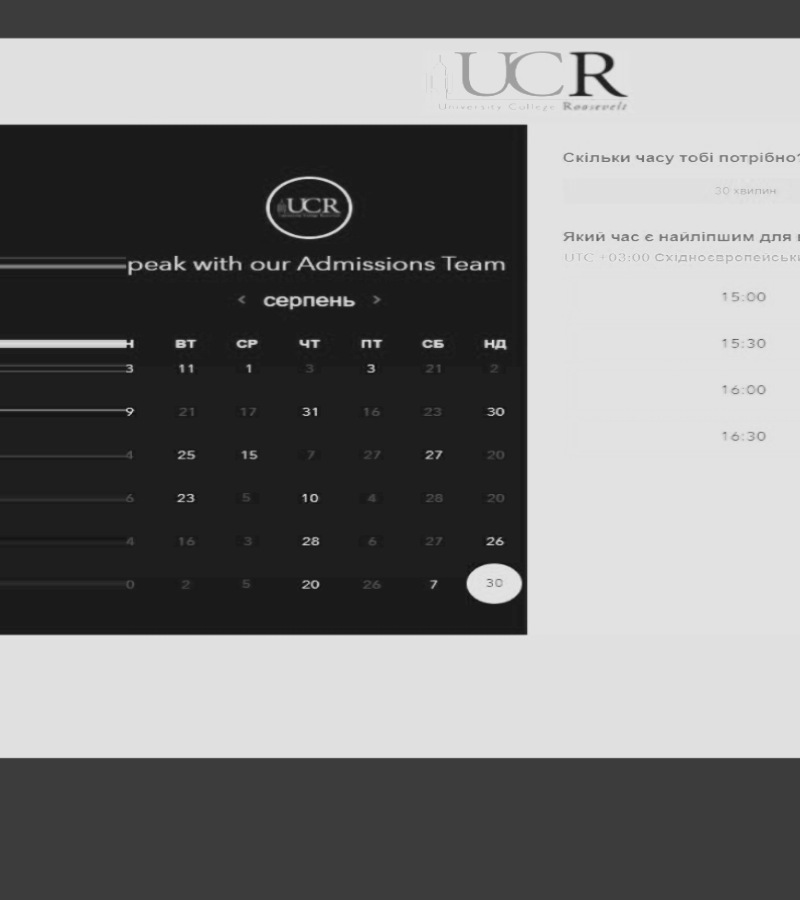 UCR
University College Roosevelt
UCR
peak with our Admissions Team
< серпень >
Н ВТ СР ЧТ ПТ СБ НД
3 11 1 3 3 21 2
9 21 17 31 16 23 30
4 25 15 7 27 27 20
6 23 5 10 4 28 20
4 16 3 28 6 27 26
0 2 5 20 26 7 30
Скільки часу тобі потрібно?
30 хвилин
Який час є найліпшим для
UTC +03:00 Східноєвропейськи
15:00
15:30
16:00
16:30